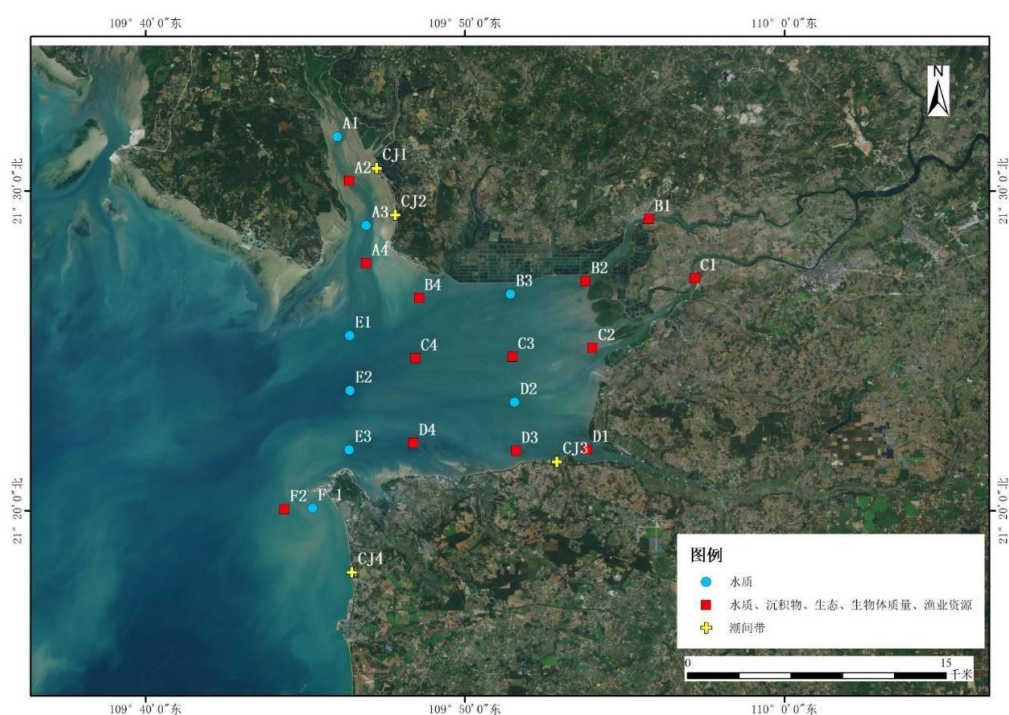 109° 40′0″东
109° 50′0″东
110° 0′0″东
N
A1
CJ1
A2
21° 30′0″北
21° 30′0″北
CJ2
A3
B1
A4
C1
B2
B4
B3
E1
C2
C3
C4
E2
D2
D4
D3
CJ3
D1
E3
F2
F 1
21° 20′0″北
21° 20′0″北
CJ4
图例
水质
水质、沉积物、生态、生物体质量、渔业资源
潮间带
0
15
千米
109° 40′0″东
109° 50′0″东
110° 0′0″东